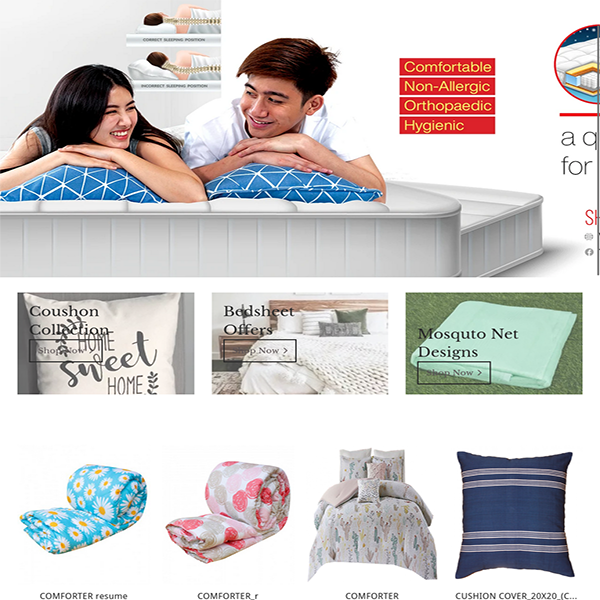 CORRECT SLEEPING POSITION
INCORRECT SLEEPING POSITION
Comfortable
Non-Allergic
Orthopaedic
Hygienic
a q
for
SH
Coushon
Collection
Shop Now >
HOME
sweet
HOME
Bedsheet
Offers
Shop Now >
Mosquto Net
Designs
Shop Now >
COMFORTER resume
COMFORTER_r
COMFORTER
CUSHION COVER_20X20_(C...